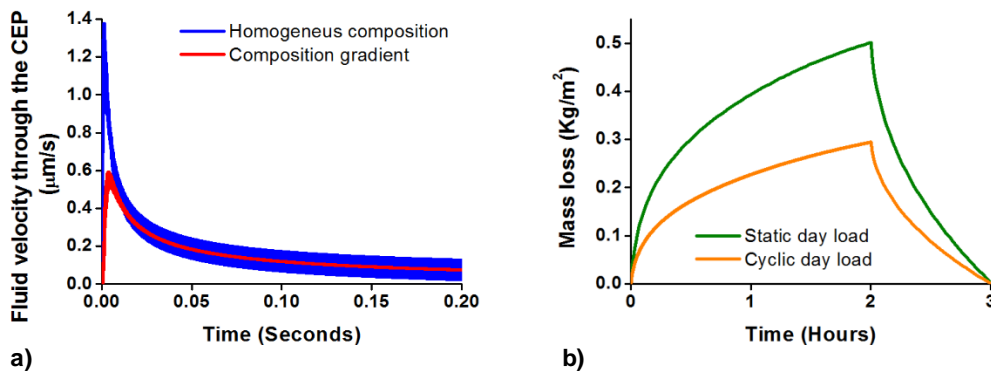 Fluid velocity through the CEP
(μm/s)
1.4
1.2
1.0
0.8
0.6
0.4
0.2
0.0
Homogeneus composition
Composition gradient
0.00
0.05
0.10
0.15
0.20
Time (Seconds)
a)
Mass loss (Kg/m²)
0.5
0.4
0.3
0.2
0.1
0.0
Static day load
Cyclic day load
0
1
2
3
Time (Hours)
b)